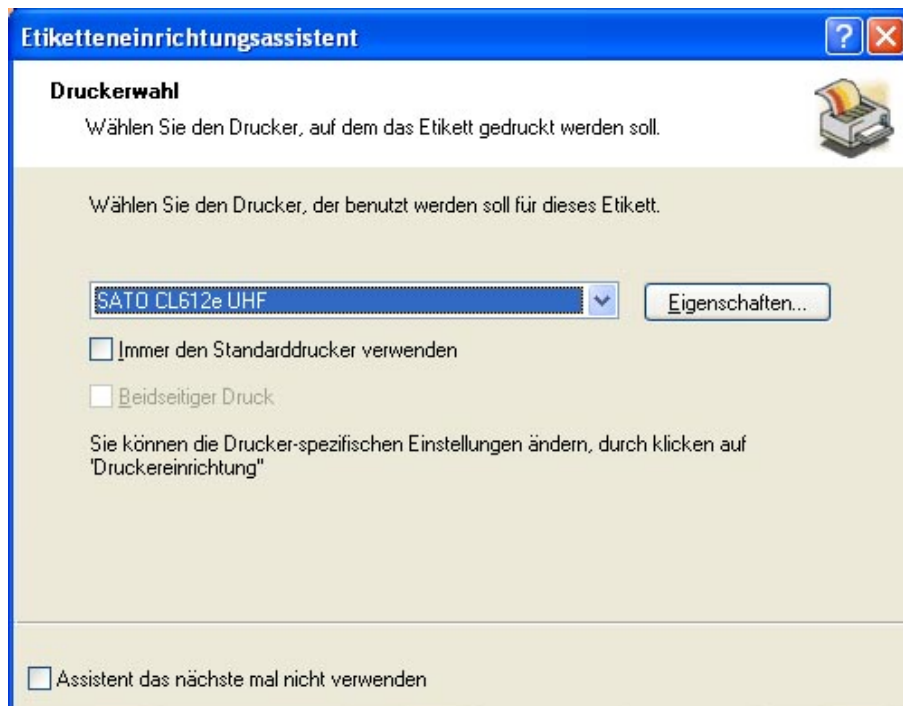 Etiketteneinrichtungsassistent
Druckerwahl
Wählen Sie den Drucker, auf dem das Etikett gedruckt werden soll.
Wählen Sie den Drucker, der benutzt werden soll für dieses Etikett.
SATO CL612e UHF
Eigenschaften...
Immer den Standarddrucker verwenden
Beidseitiger Druck
Sie können die Drucker-spezifischen Einstellungen ändern, durch klicken auf
'Druckereinrichtung"
Assistent das nächste mal nicht verwenden